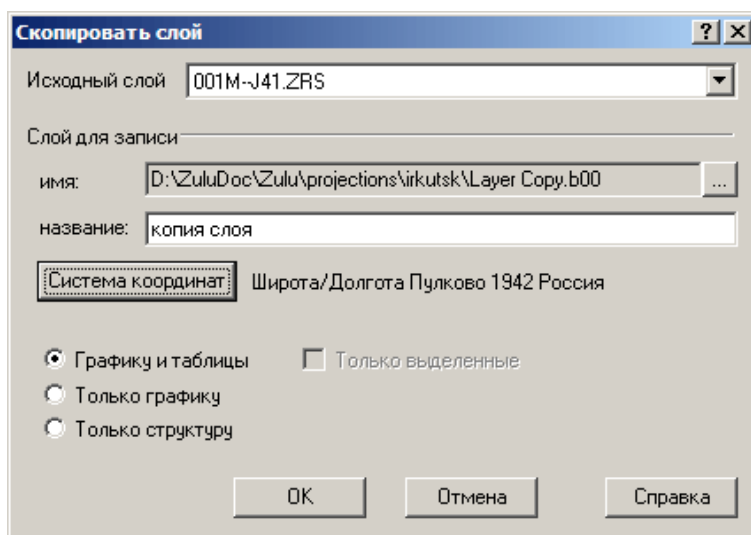 Скопировать слой
Исходный слой 001M--J41.ZRS
Слой для записи
имя: D:\ZuluDoc\Zulu\projections\irkutsk\Layer Copy.b00 ...
название: копия слоя
Система координат Широта/Долгота Пулково 1942 Россия
Графику и таблицы Только выделенные
Только графику
Только структуру
OK Отмена Справка